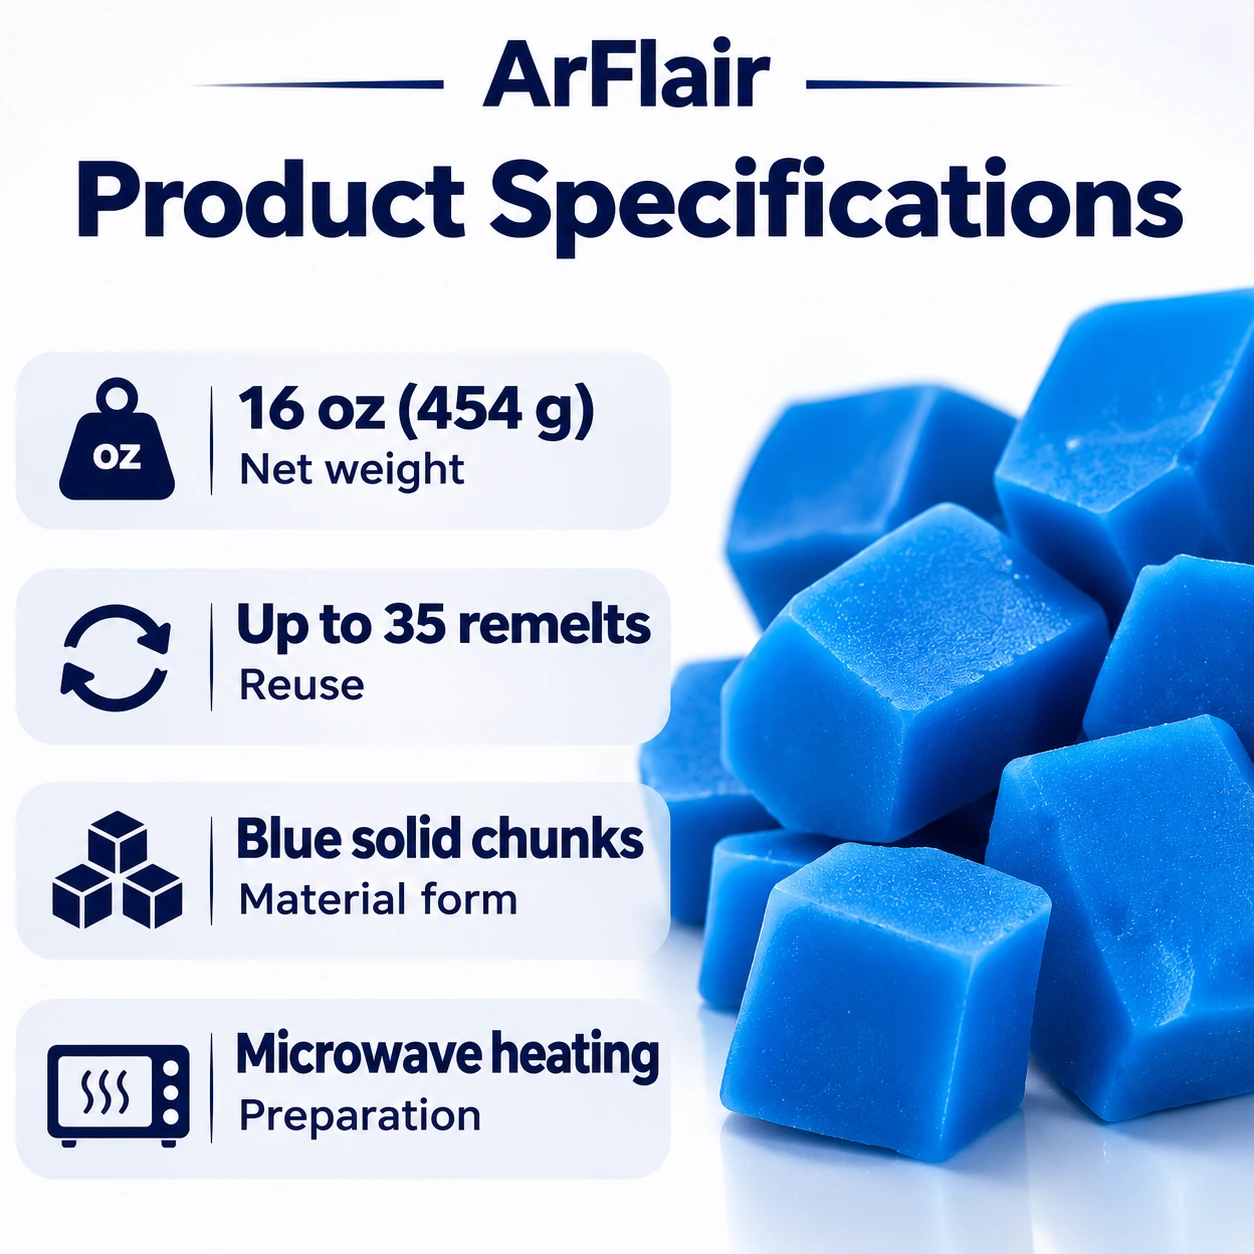 ArFlair
Product Specifications
oz
16 oz (454 g)
Net weight
Up to 35 remelts
Reuse
Blue solid chunks
Material form
Microwave heating
Preparation